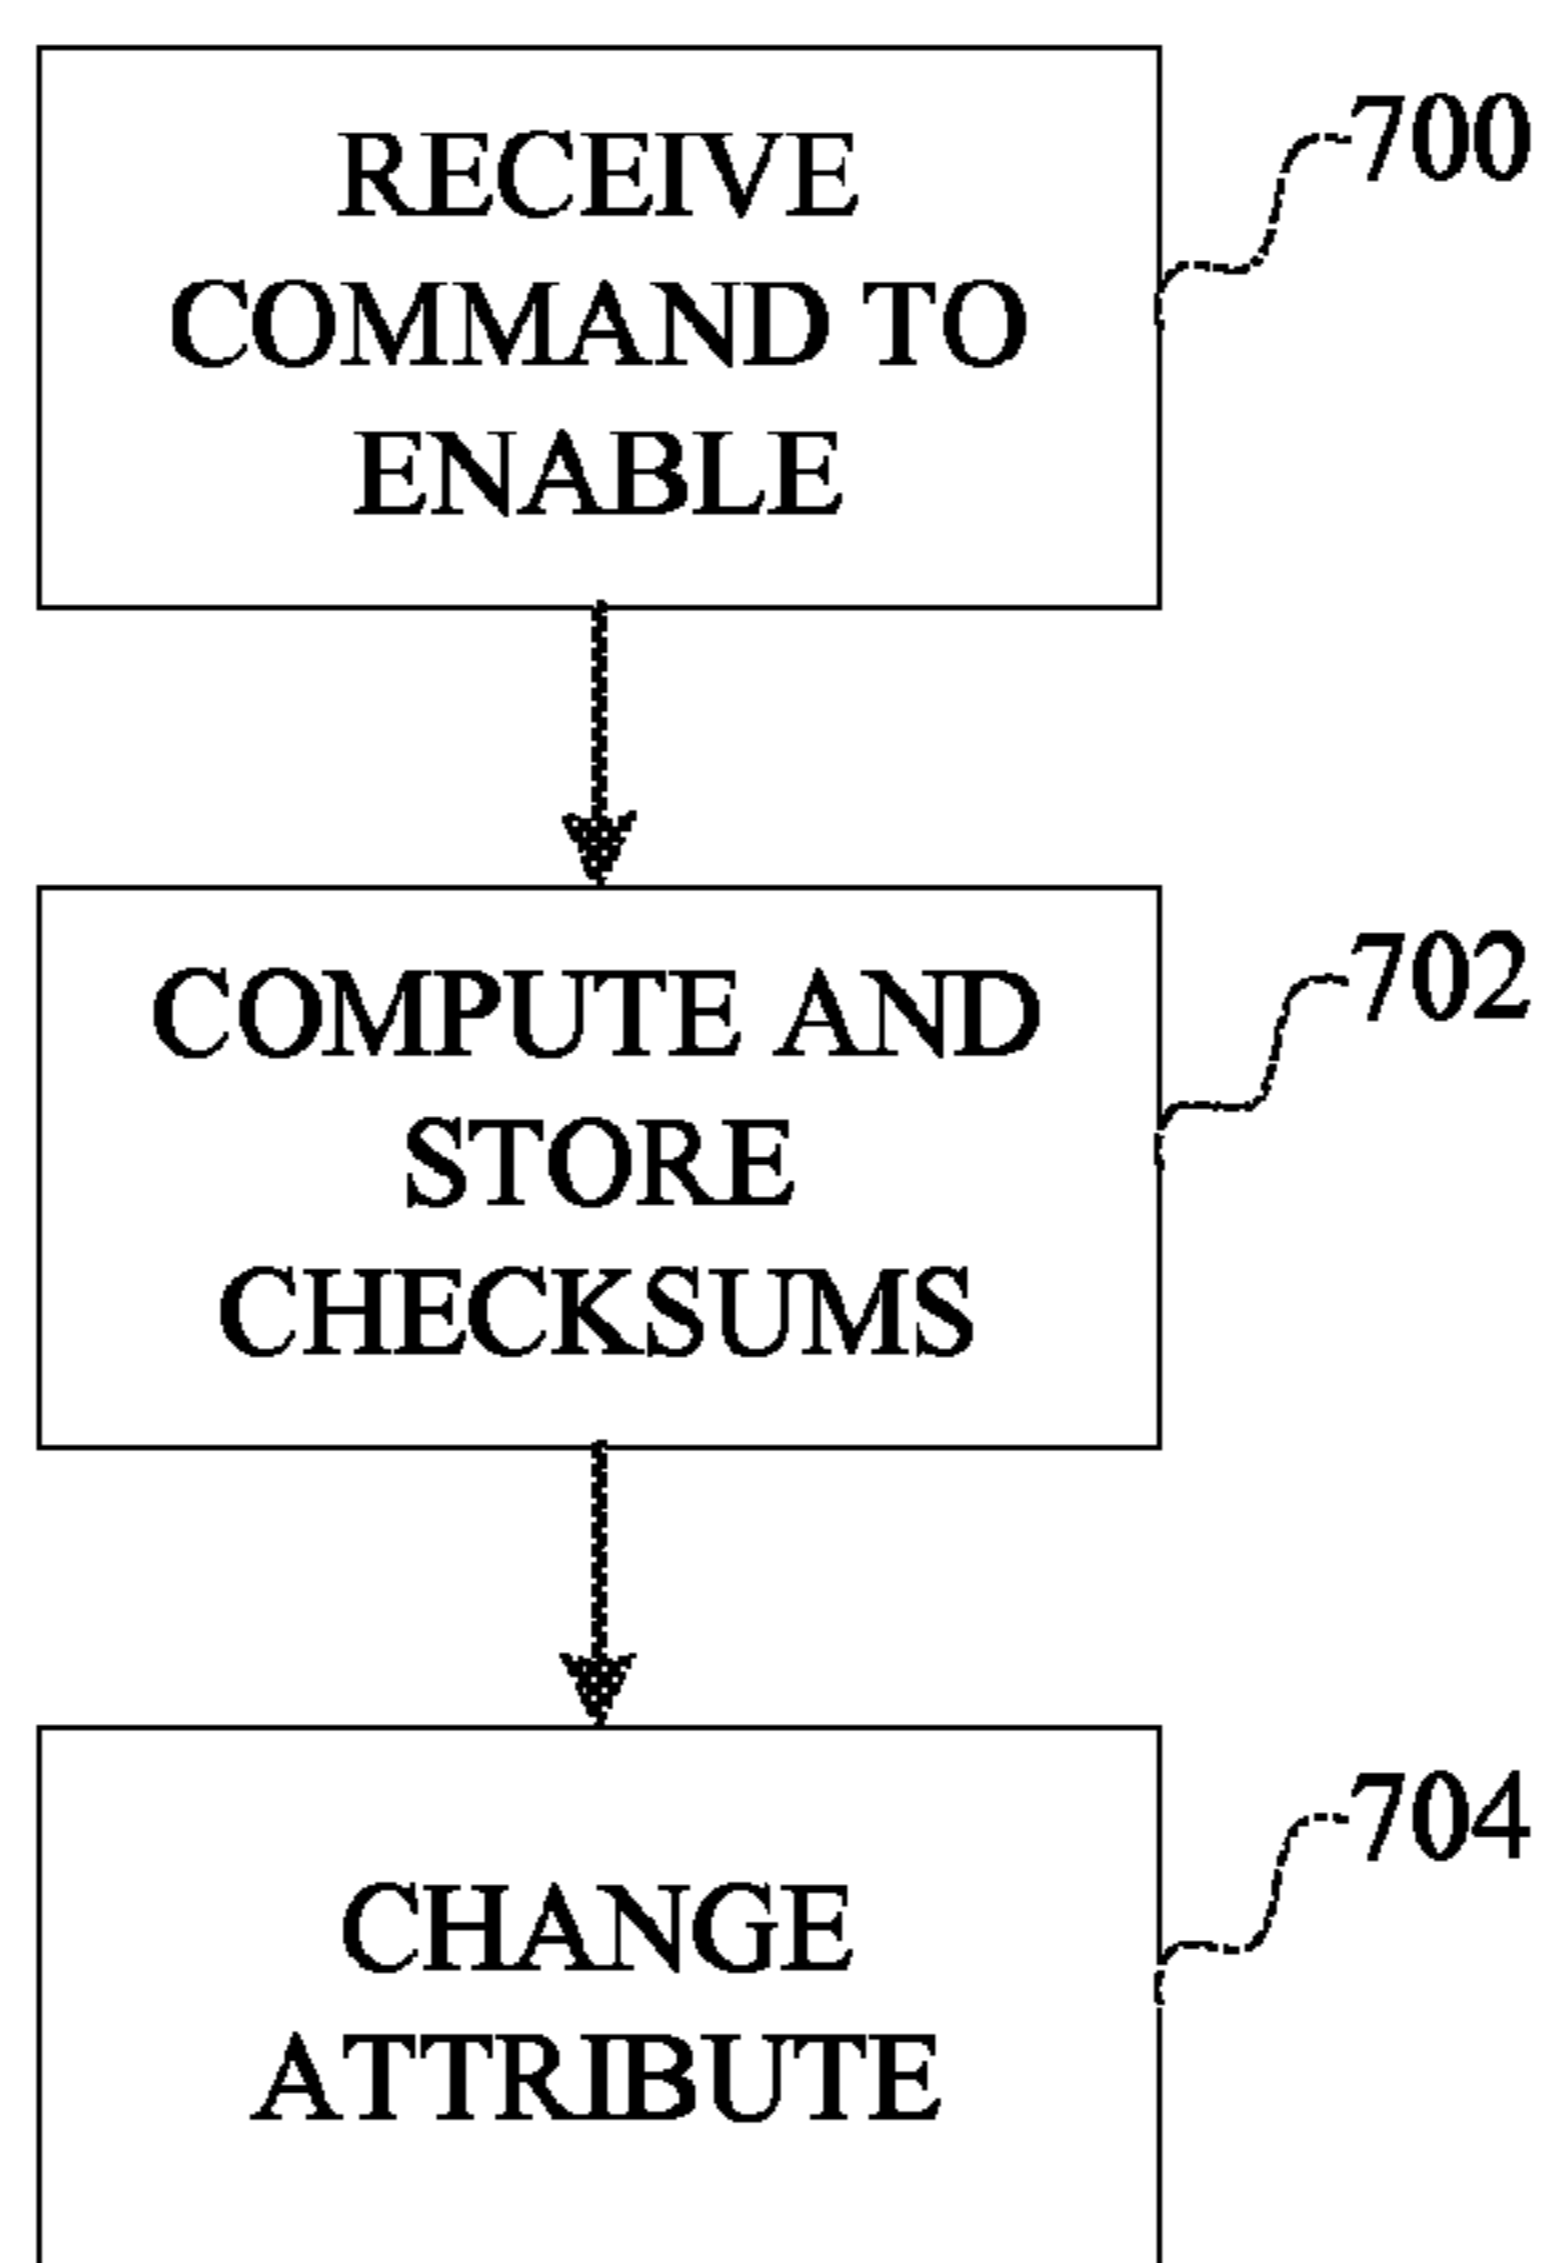 RECEIVE
COMMAND TO
ENABLE
700
COMPUTE AND
STORE
CHECKSUMS
702
CHANGE
ATTRIBUTE
704